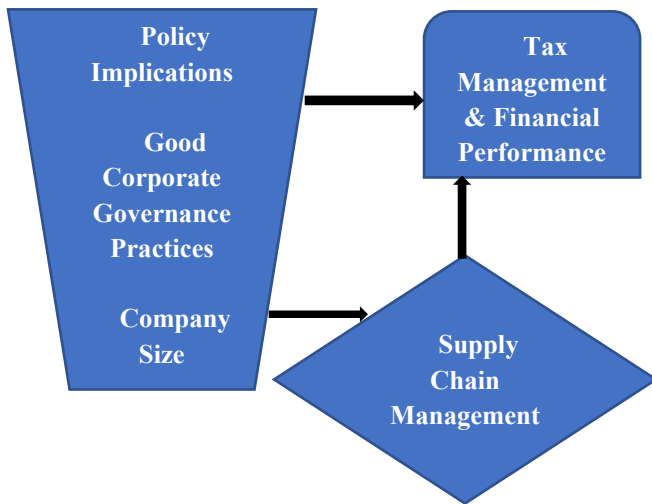 Policy
Implications
Good
Corporate
Governance
Practices
Company
Size
Tax
Management
& Financial
Performance
Supply
Chain
Management